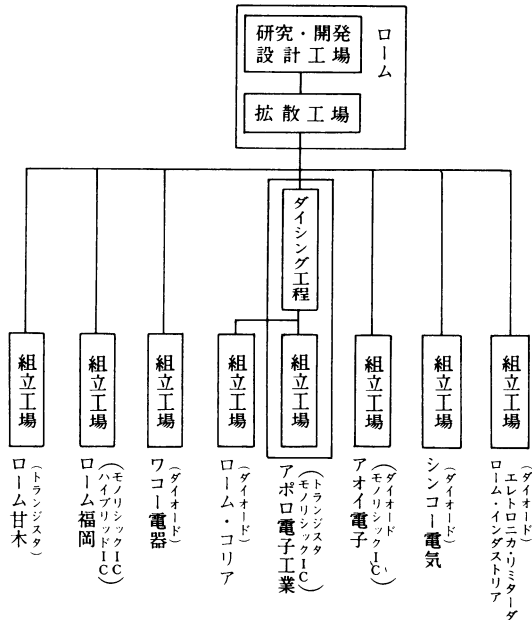 研究・開発
設計工場
ローム
拡散工場
ダイシング工程
組立工場
組立工場
組立工場
組立工場
組立工場
組立工場
組立工場
組立工場
ローム甘木
(トランジスタ)
ローム福岡
(モノリシックIC
ハイブリッドIC)
ワコー電器
(ダイオード)
ローム・コリア
(ダイオード)
アポロ電子工業
(トランジスタ
モノリシックIC)
アオイ電子
(ダイオード
モノリシックIC)
シンコー電気
(ダイオード)
ローム・インダストリア
エレトロニカ・リミターダ
(ダイオード)